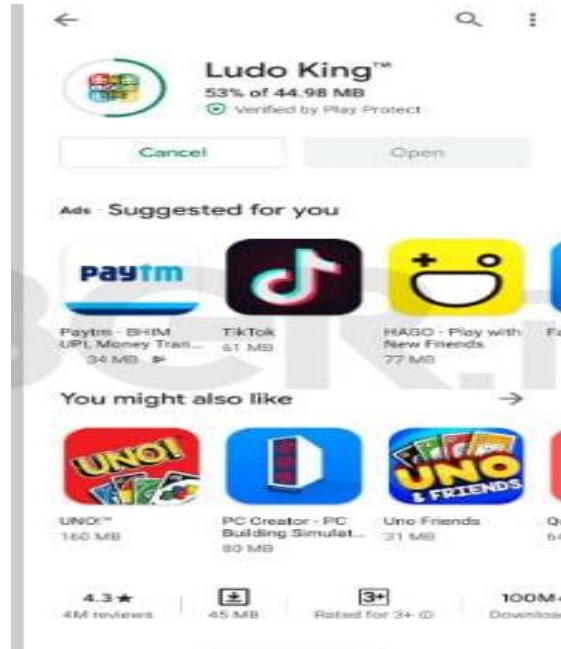 Ludo King™
53% of 44.98 MB
Verified by Play Protect
Cancel
Open
Ads · Suggested for you
Paytm
Paytm - BHIM
UPI, Money Tran...
34 MB
TikTok
61 MB
HAGO - Play with
New Friends
77 MB
Fa
You might also like
UNO!
UNO!™
160 MB
PC Creator - PC
Building Simulat...
80 MB
UNO
& FRIENDS
Uno Friends
31 MB
4.3★
4M reviews
45 MB
3+
Rated for 3+
100M+
Download